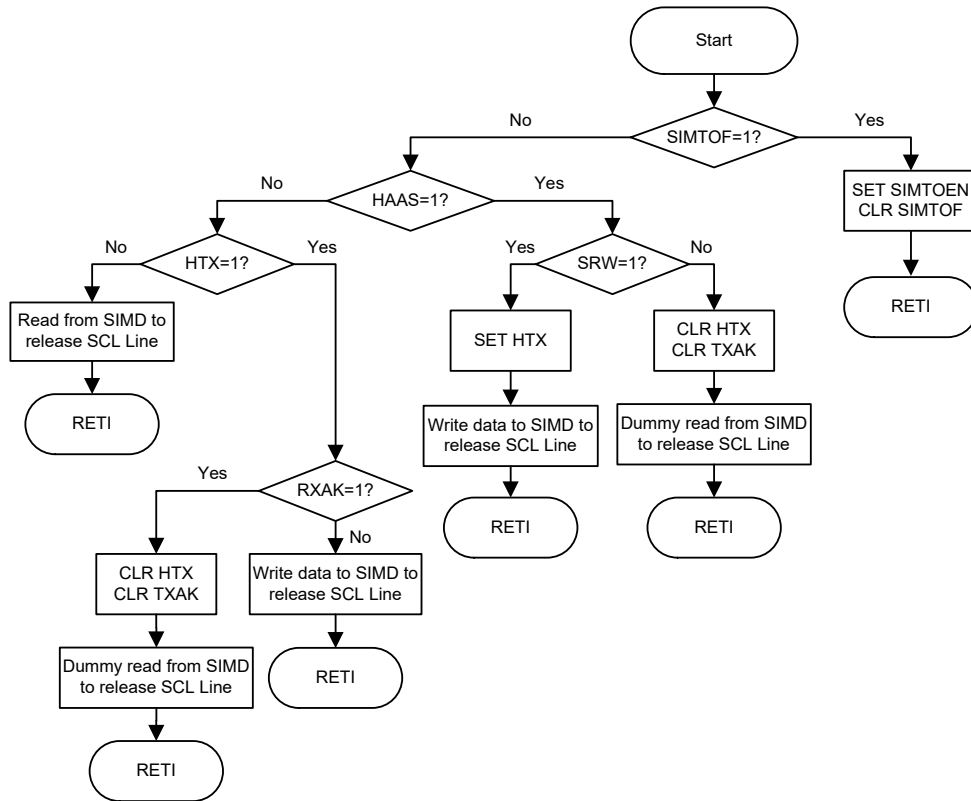 Start
No
SIMTOF=1?
Yes
No
HAAS=1?
Yes
SET SIMTOEN
CLR SIMTOF
No
HTX=1?
Yes
Yes
SRW=1?
No
RETI
Read from SIMD to
release SCL Line
SET HTX
CLR HTX
CLR TXAK
RETI
Write data to SIMD to
release SCL Line
Dummy read from SIMD
to release SCL Line
Yes
RXAK=1?
RETI
RETI
No
CLR HTX
CLR TXAK
Write data to SIMD to
release SCL Line
Dummy read from SIMD
to release SCL Line
RETI
RETI